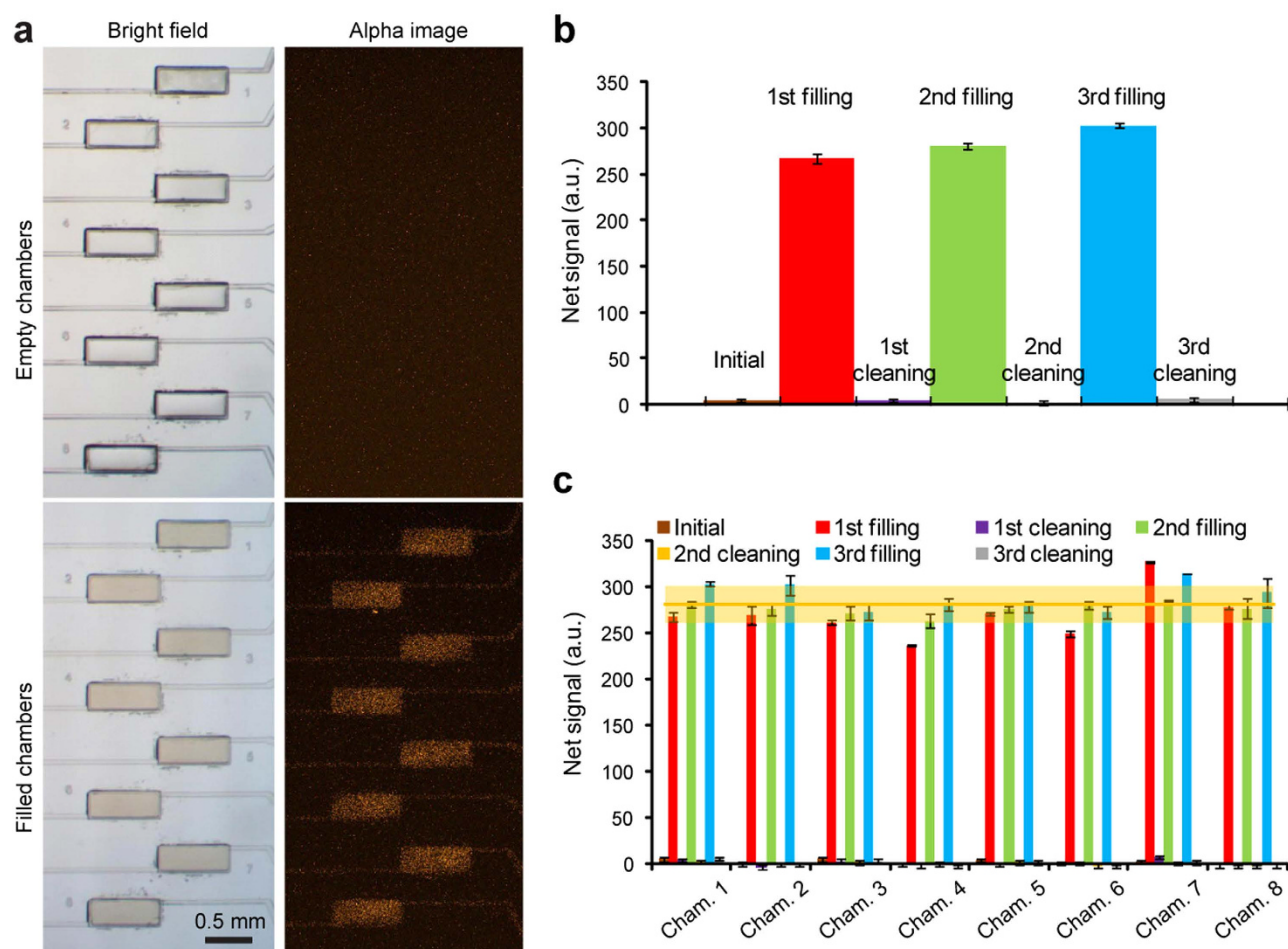 a
Bright field
Alpha image
Empty chambers
1
2
3
4
5
6
7
8
Filled chambers
1
2
3
4
5
6
7
8
0.5 mm
b
Net signal (a.u.)
350
300
250
200
150
100
50
0
Initial
1st filling
1st
cleaning
2nd filling
2nd
cleaning
3rd filling
3rd
cleaning
c
Initial
1st filling
1st cleaning
2nd filling
2nd cleaning
3rd filling
3rd cleaning
Net signal (a.u.)
350
300
250
200
150
100
50
0
Cham. 1
Cham. 2
Cham. 3
Cham. 4
Cham. 5
Cham. 6
Cham. 7
Cham. 8